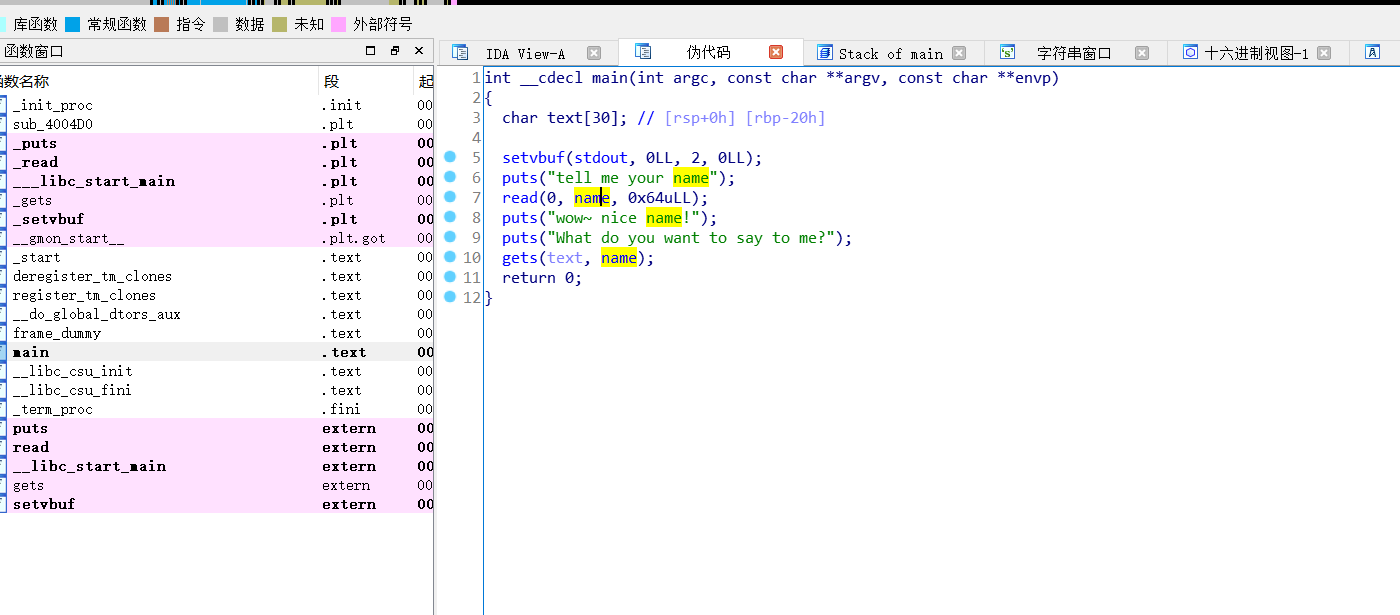 库函数 常规函数 指令 数据 未知 外部符号
函数窗口
IDA View-A 伪代码 Stack of main 字符串窗口 十六进制视图-1
数名称 段 起
_init_proc .init 00
sub_4004D0 .plt 00
_puts .plt 00
_read .plt 00
___libc_start_main .plt 00
_gets .plt 00
_setvbuf .plt 00
__gmon_start__ .plt.got 00
_start .text 00
deregister_tm_clones .text 00
register_tm_clones .text 00
__do_global_dtors_aux .text 00
frame_dummy .text 00
main .text 00
__libc_csu_init .text 00
__libc_csu_fini .text 00
_term_proc .fini 00
puts extern 00
read extern 00
__libc_start_main extern 00
gets extern 00
setvbuf extern 00
1 int __cdecl main(int argc, const char **argv, const char **envp)
2 {
3 char text[30]; // [rsp+0h] [rbp-20h]
4
5 setvbuf(stdout, 0LL, 2, 0LL);
6 puts("tell me your name");
7 read(0, name, 0x64uLL);
8 puts("wow~ nice name!");
9 puts("What do you want to say to me?");
10 gets(text, name);
11 return 0;
12 }